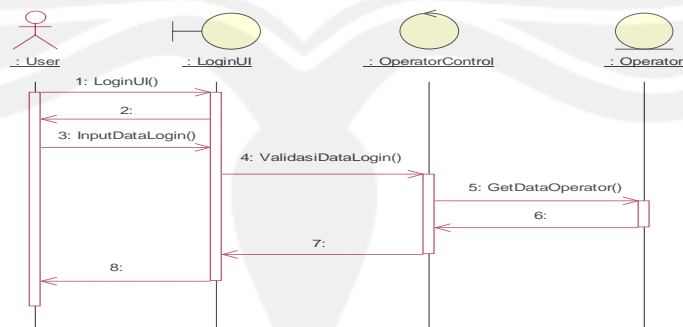 : User
: LoginUI
: OperatorControl
: Operator
1: LoginUI()
2:
3: InputDataLogin()
4: ValidasiDataLogin()
5: GetDataOperator()
6:
7:
8: